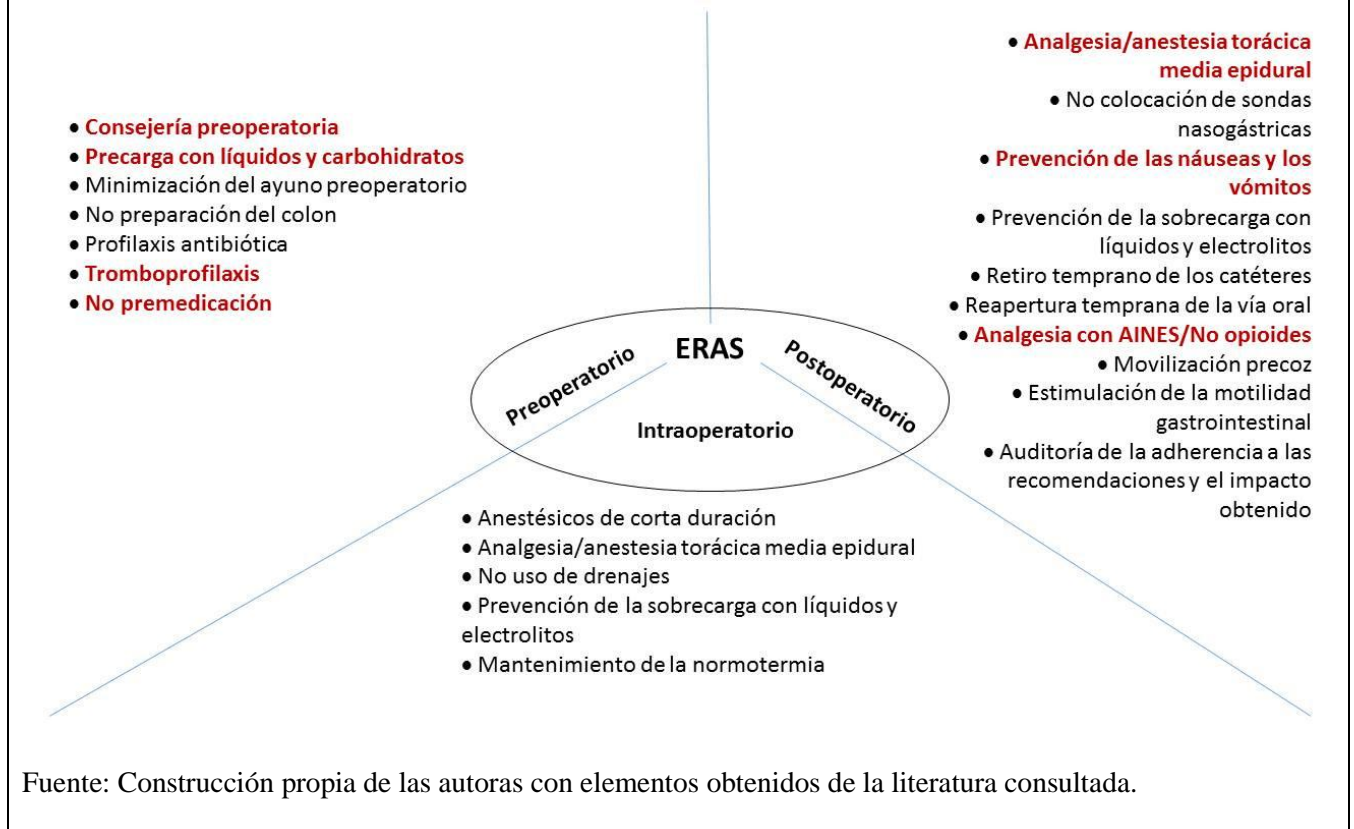 • Consejería preoperatoria
• Precarga con líquidos y carbohidratos
• Minimización del ayuno preoperatorio
• No preparación del colon
• Profilaxis antibiótica
• Tromboprofilaxis
• No premedicación
• Analgesia/anestesia torácica
media epidural
• No colocación de sondas
nasogástricas
• Prevención de las náuseas y los
vómitos
• Prevención de la sobrecarga con
líquidos y electrolitos
• Retiro temprano de los catéteres
• Reapertura temprana de la vía oral
• Analgesia con AINES/No opioides
• Movilización precoz
• Estimulación de la motilidad
gastrointestinal
• Auditoría de la adherencia a las
recomendaciones y el impacto
obtenido
ERAS
Preoperatorio
Postoperatorio
Intraoperatorio
• Anestésicos de corta duración
• Analgesia/anestesia torácica media epidural
• No uso de drenajes
• Prevención de la sobrecarga con líquidos y
electrolitos
• Mantenimiento de la normotermia
Fuente: Construcción propia de las autoras con elementos obtenidos de la literatura consultada.